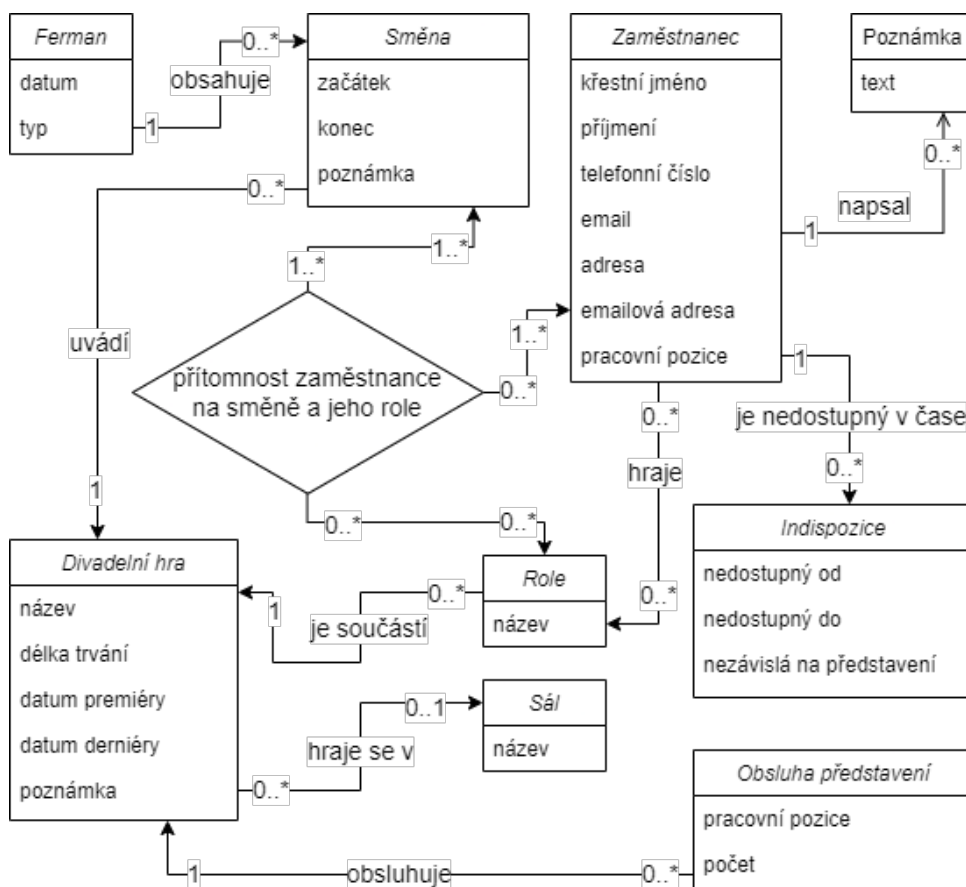 Ferman
datum
typ
1
obsahuje
0..*
Směna
začátek
konec
poznámka
Zaměstnanec
křestní jméno
příjmení
telefonní číslo
email
adresa
emailová adresa
pracovní pozice
Poznámka
text
0..*
napsal
1
0..*
uvádí
1
1..*
1..*
přítomnost zaměstnance
na směně a jeho role
0..*
1..*
0..*
0..*
1
je nedostupný v čase
0..*
0..*
hraje
0..*
Indispozice
nedostupný od
nedostupný do
nezávislá na představení
Divadelní hra
název
délka trvání
datum premiéry
datum derniéry
poznámka
1
je součástí
0..*
Role
název
0..*
hraje se v
0..1
Sál
název
Obsluha představení
pracovní pozice
počet
1
obsluhuje
0..*